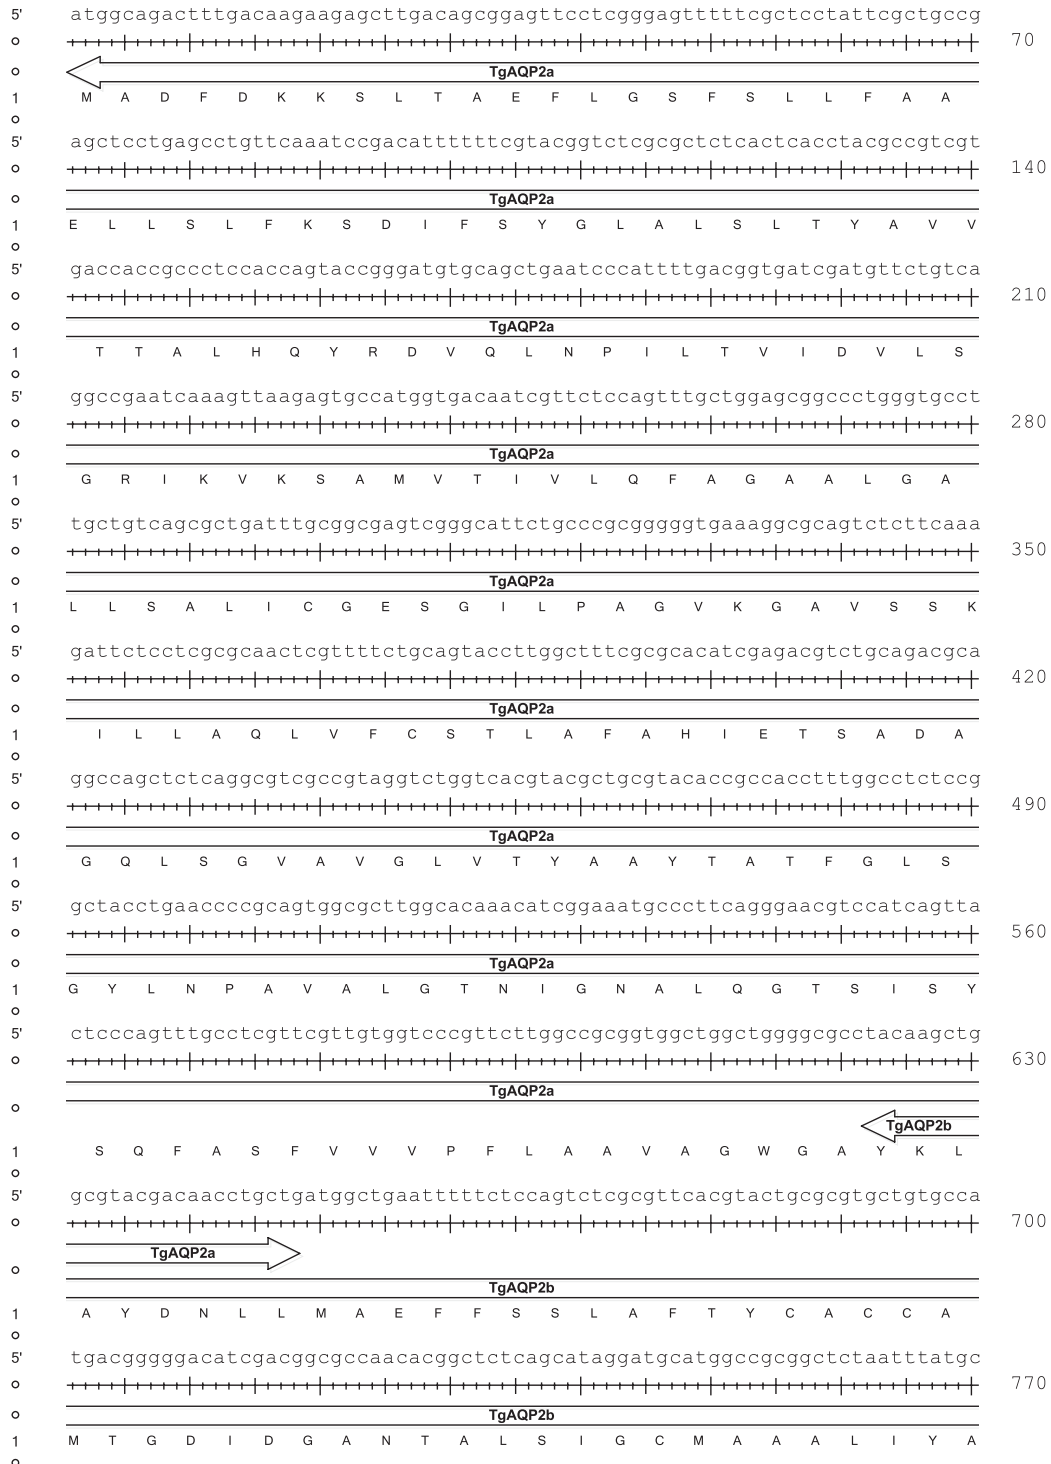 5' atggcagactttgacaagaagagcttgacagcggagttcctcgggagtttttcgctcctattcgctgccg
70
TgAQP2a
1 M A D F D K K S L T A E F L G S F S L L F A A
5' agctcctgagcctgttcaaatccgacattttttcgtacggtctcgcgctctcactcacctacgccgtcgt
140
TgAQP2a
1 E L L S L F K S D I F S Y G L A L S L T Y A V V
5' gaccaccgccctccaccagtaccgggatgtgcagctgaatcccattttgacggtgatcgatgttctgtca
210
TgAQP2a
1 T T A L H Q Y R D V Q L N P I L T V I D V L S
5' ggccgaatcaaagttaagagtgccatggtgacaatcgttctccagtttgctggagcggccctgggtgcct
280
TgAQP2a
1 G R I K V K S A M V T I V L Q F A G A A L G A
5' tgctgtcagcgctgatttgcggcgagtcgggcattctgcccgcgggggtgaaaggcgcagtctcttcaaa
350
TgAQP2a
1 L L S A L I C G E S G I L P A G V K G A V S S K
5' gattctcctcgcgcaactcgttttctgcagtaccttggctttcgcgcacatcgagacgtctgcagacgca
420
TgAQP2a
1 I L L A Q L V F C S T L A F A H I E T S A D A
5' ggccagctctcaggcgtcgccgtaggtctggtcacgtacgctgcgtacaccgccacctttggcctctccg
490
TgAQP2a
1 G Q L S G V A V G L V T Y A A Y T A T F G L S
5' gctacctgaaccccgcagtggcgcttggcacaaacatcggaaatgcccttcagggaacgtccatcagtta
560
TgAQP2a
1 G Y L N P A V A L G T N I G N A L Q G T S I S Y
5' ctcccagtttgcctcgttcgttgtggtcccgttcttggccgcggtggctggctggggcgcctacaagctg
630
TgAQP2a
TgAQP2b
1 S Q F A S F V V V P F L A A V A G W G A Y K L
5' gcgtacgacaacctgctgatggctgaatttttctccagtctcgcgttcacgtactgcgcgtgctgtgcca
700
TgAQP2a
TgAQP2b
1 A Y D N L L M A E F F S S L A F T Y C A C C A
5' tgacgggggacatcgacggcgccaacacggctctcagcataggatgcatggccgcggctctaatttatgc
770
TgAQP2b
1 M T G D I D G A N T A L S I G C M A A A L I Y A